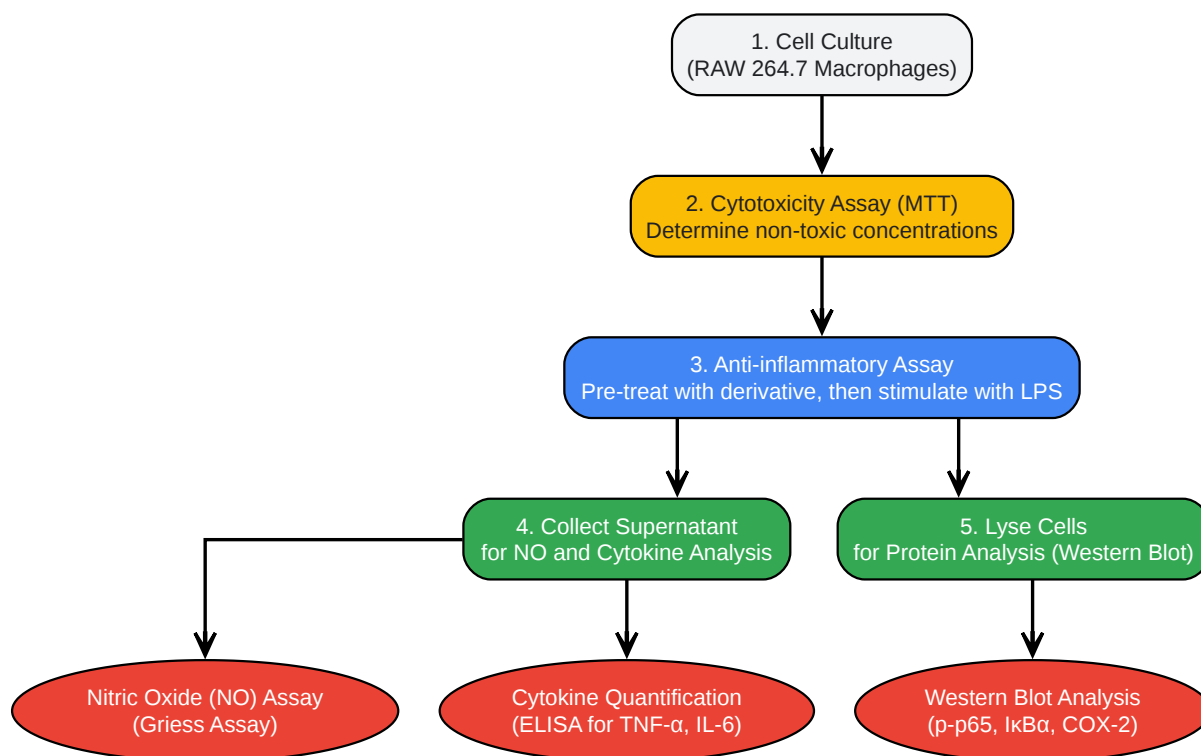 1. Cell Culture
(RAW 264.7 Macrophages)
2. Cytotoxicity Assay (MTT)
Determine non-toxic concentrations
3. Anti-inflammatory Assay
Pre-treat with derivative, then stimulate with LPS
4. Collect Supernatant
for NO and Cytokine Analysis
5. Lyse Cells
for Protein Analysis (Western Blot)
Nitric Oxide (NO) Assay
(Griess Assay)
Cytokine Quantification
(ELISA for TNF-α, IL-6)
Western Blot Analysis
(p-p65, IκBα, COX-2)